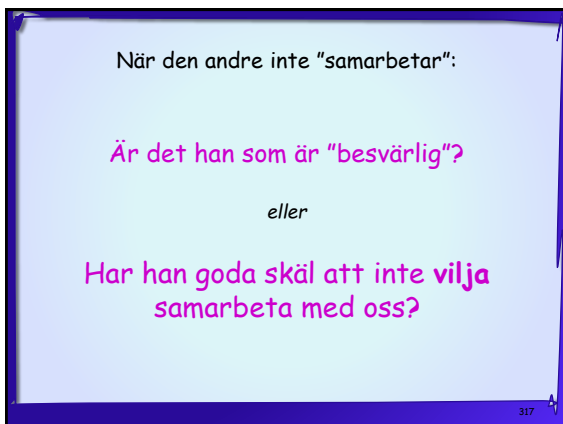 När den andre inte ”samarbetar”:
Är det han som är ”besvärlig”?
eller
Har han goda skäl att inte vilja
samarbeta med oss?
317